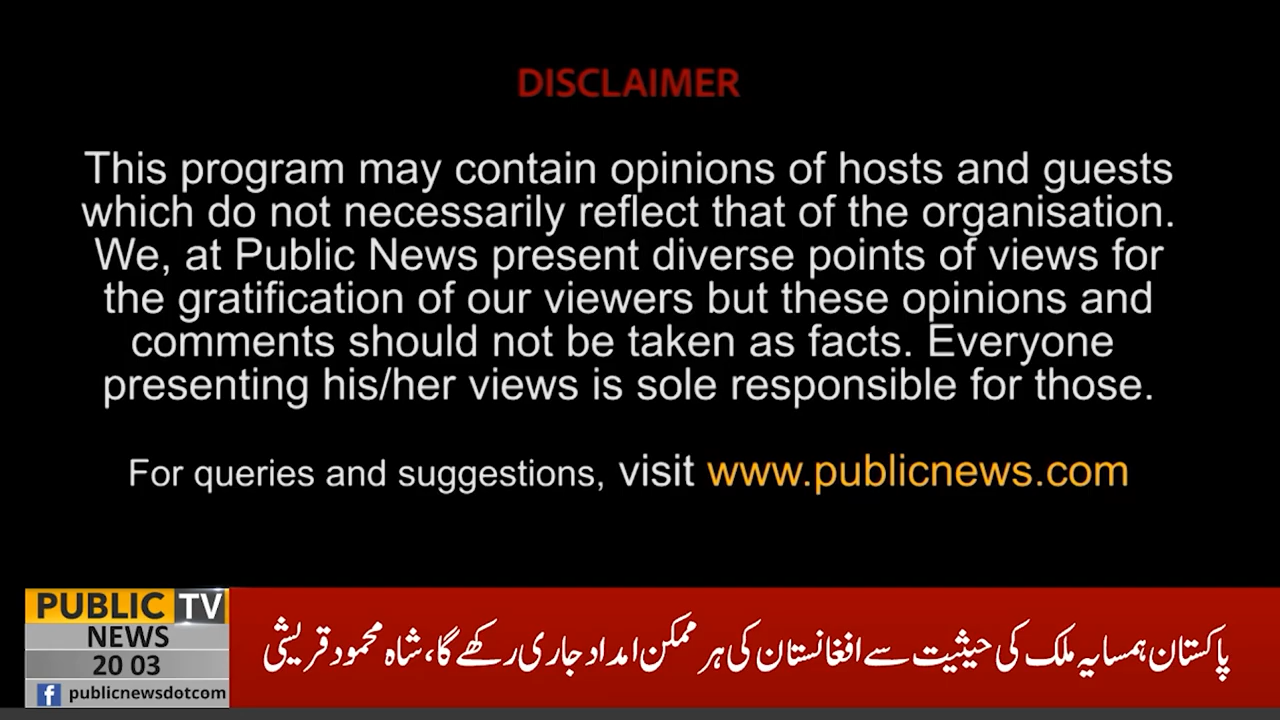 DISCLAIMER
This program may contain opinions of hosts and guests
which do not necessarily reflect that of the organisation.
We, at Public News present diverse points of views for
the gratification of our viewers but these opinions and
comments should not be taken as facts. Everyone
presenting his/her views is sole responsible for those.
For queries and suggestions, visit www.publicnews.com
PUBLIC TV
NEWS
20 03
publicnewsdotcom
پاکستان ہمسایہ ملک کی حیثیت سے افغانستان کی ہر ممکن امداد جاری رکھے گا، شاہ محمود قریشی